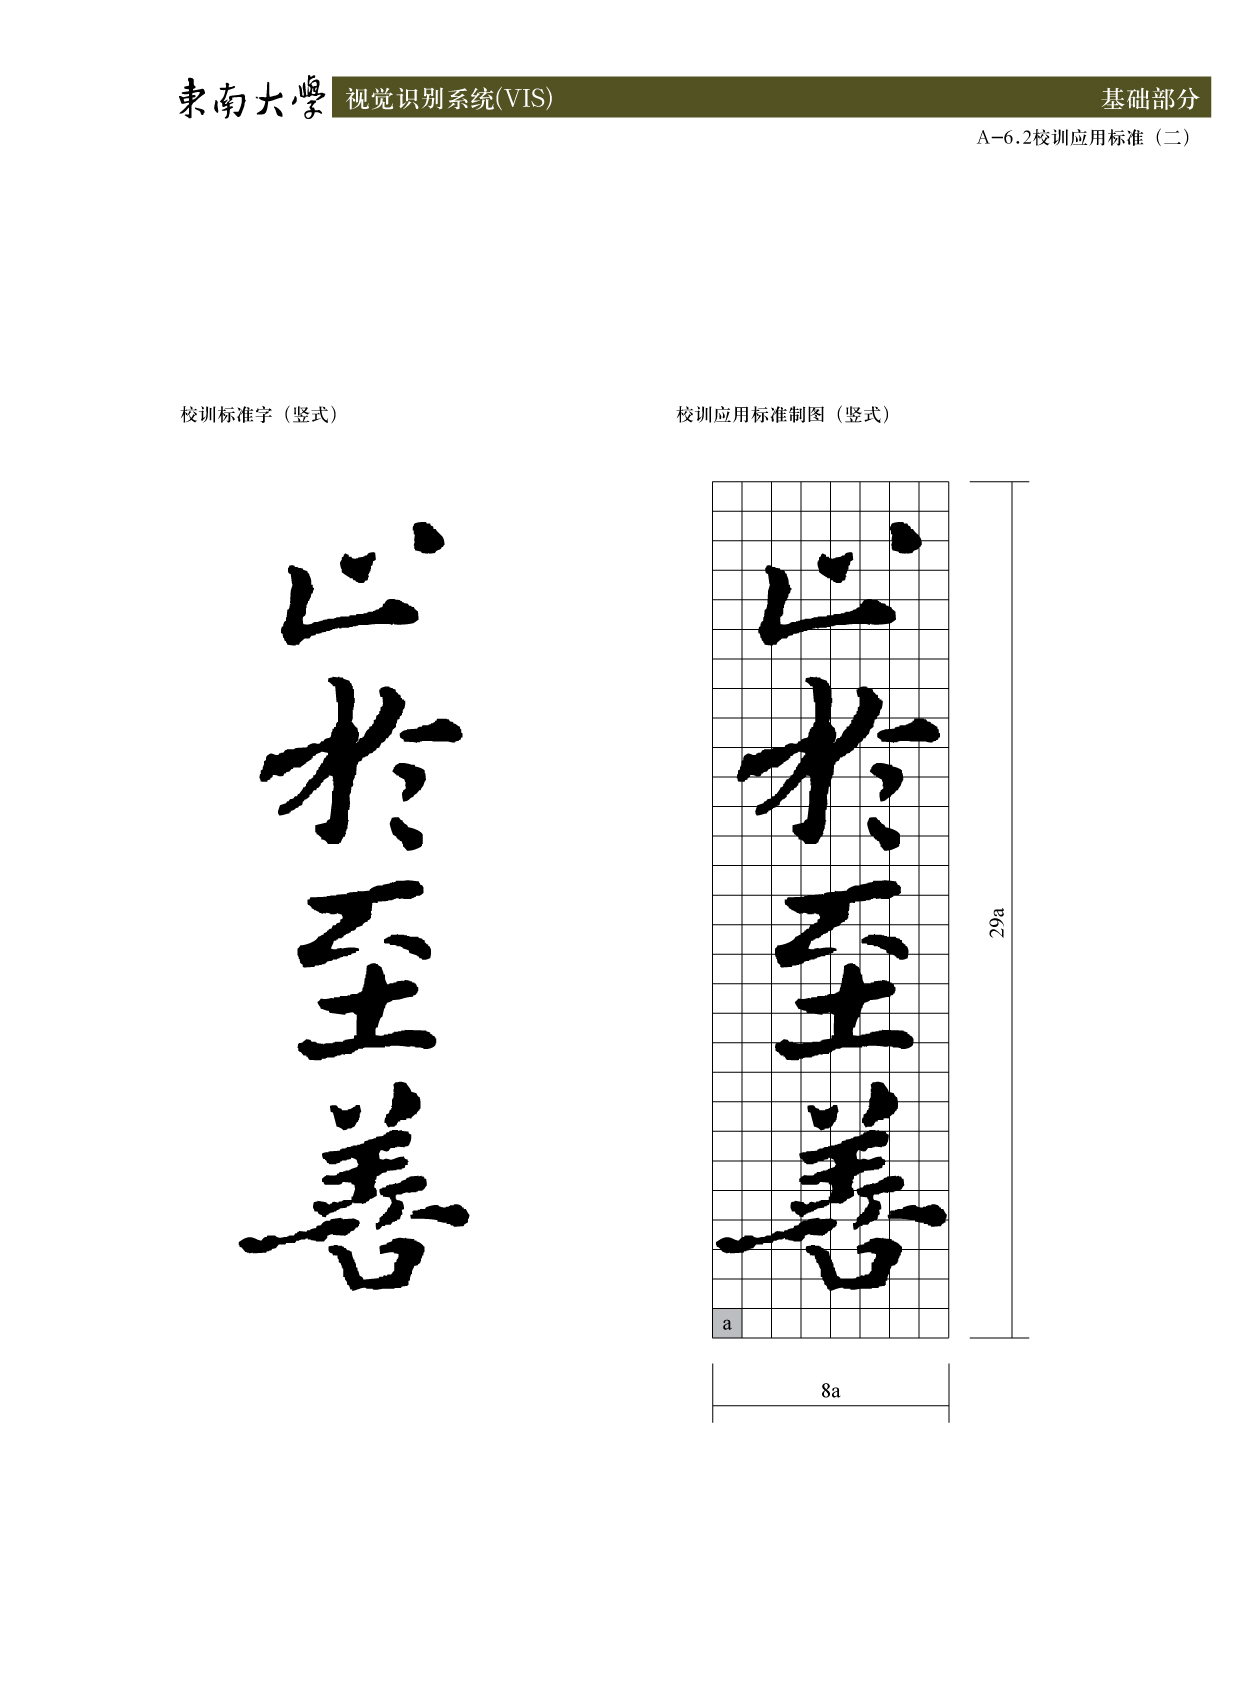 東南大學 视觉识别系统(VIS) 基础部分
A-6.2校训应用标准（二）
校训标准字（竖式）
校训应用标准制图（竖式）
止於至善
止於至善
29a
a
8a